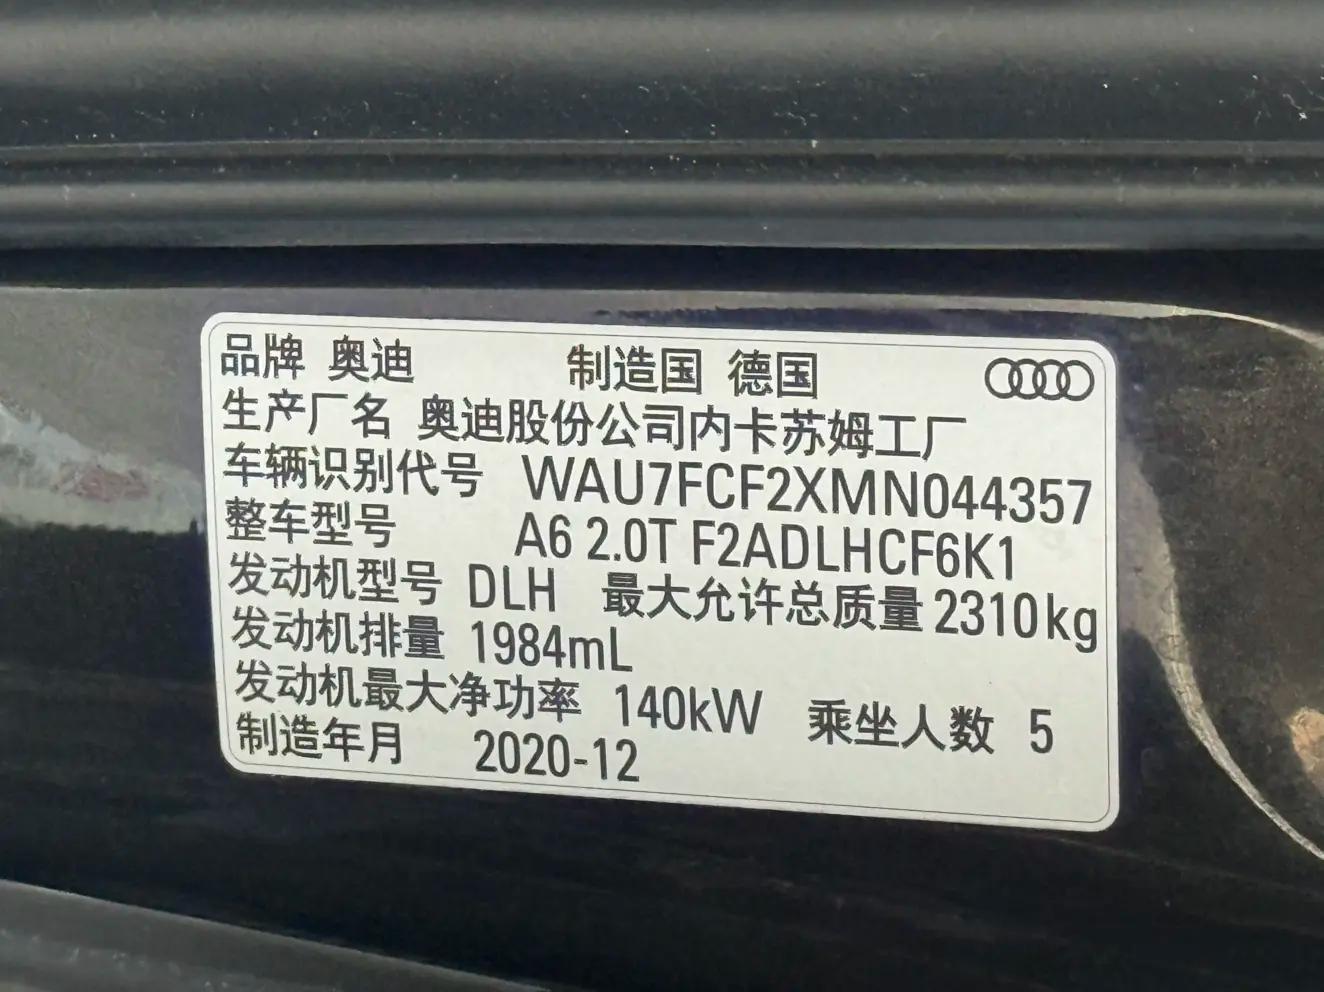 品牌 奥迪 制造国 德国
生产厂名 奥迪股份公司内卡苏姆工厂
车辆识别代号 WAU7FCF2XMN044357
整车型号 A6 2.0T F2ADLHCF6K1
发动机型号 DLH 最大允许总质量 2310kg
发动机排量 1984mL
发动机最大净功率 140kW 乘坐人数 5
制造年月 2020-12